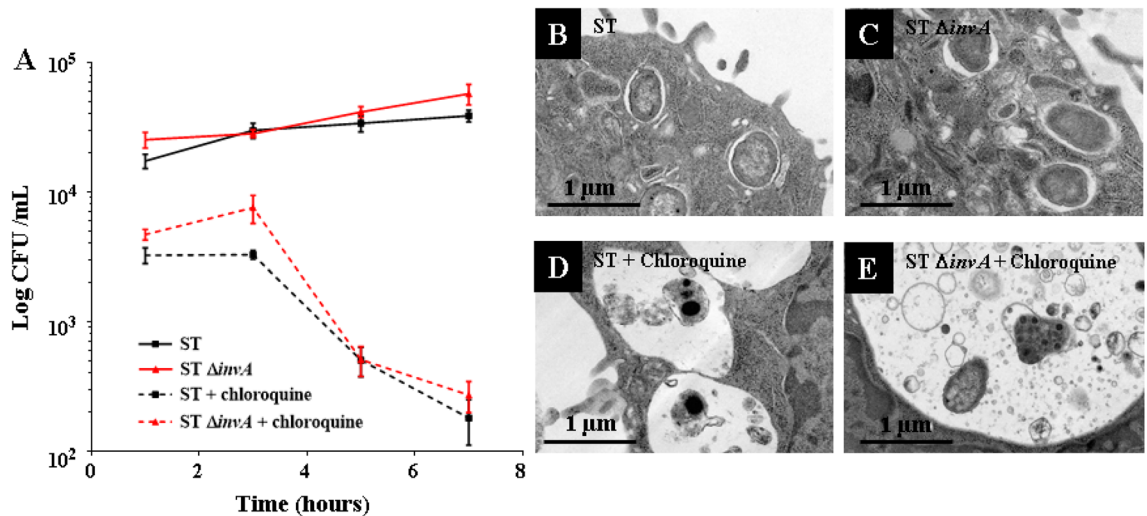 A
10^5
10^4
10^3
10^2
Log CFU /mL
ST
ST ΔinvA
ST + chloroquine
ST ΔinvA + chloroquine
0
2
4
6
8
Time (hours)
B
ST
1 µm
C
ST ΔinvA
1 µm
D
ST + Chloroquine
1 µm
E
ST ΔinvA + Chloroquine
1 µm